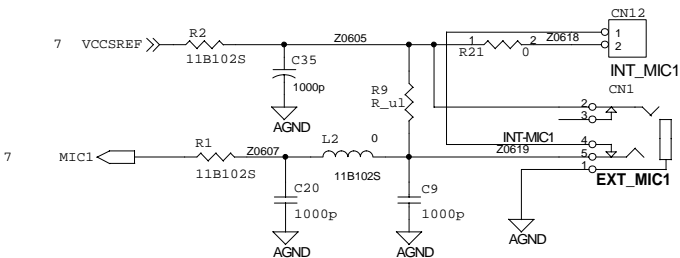 CN12
7 VCCSREF R2 Z0605 1 2 Z0618 1
2
11B102S R21 0
C35
1000p
INT_MIC1
R9
R_ul
CN1
AGND
2
3
7 MIC1 R1 Z0607 L2 0 INT-MIC1 4
Z0619 5
11B102S 11B102S 1
EXT_MIC1
C20
1000p
C9
1000p
AGND AGND AGND